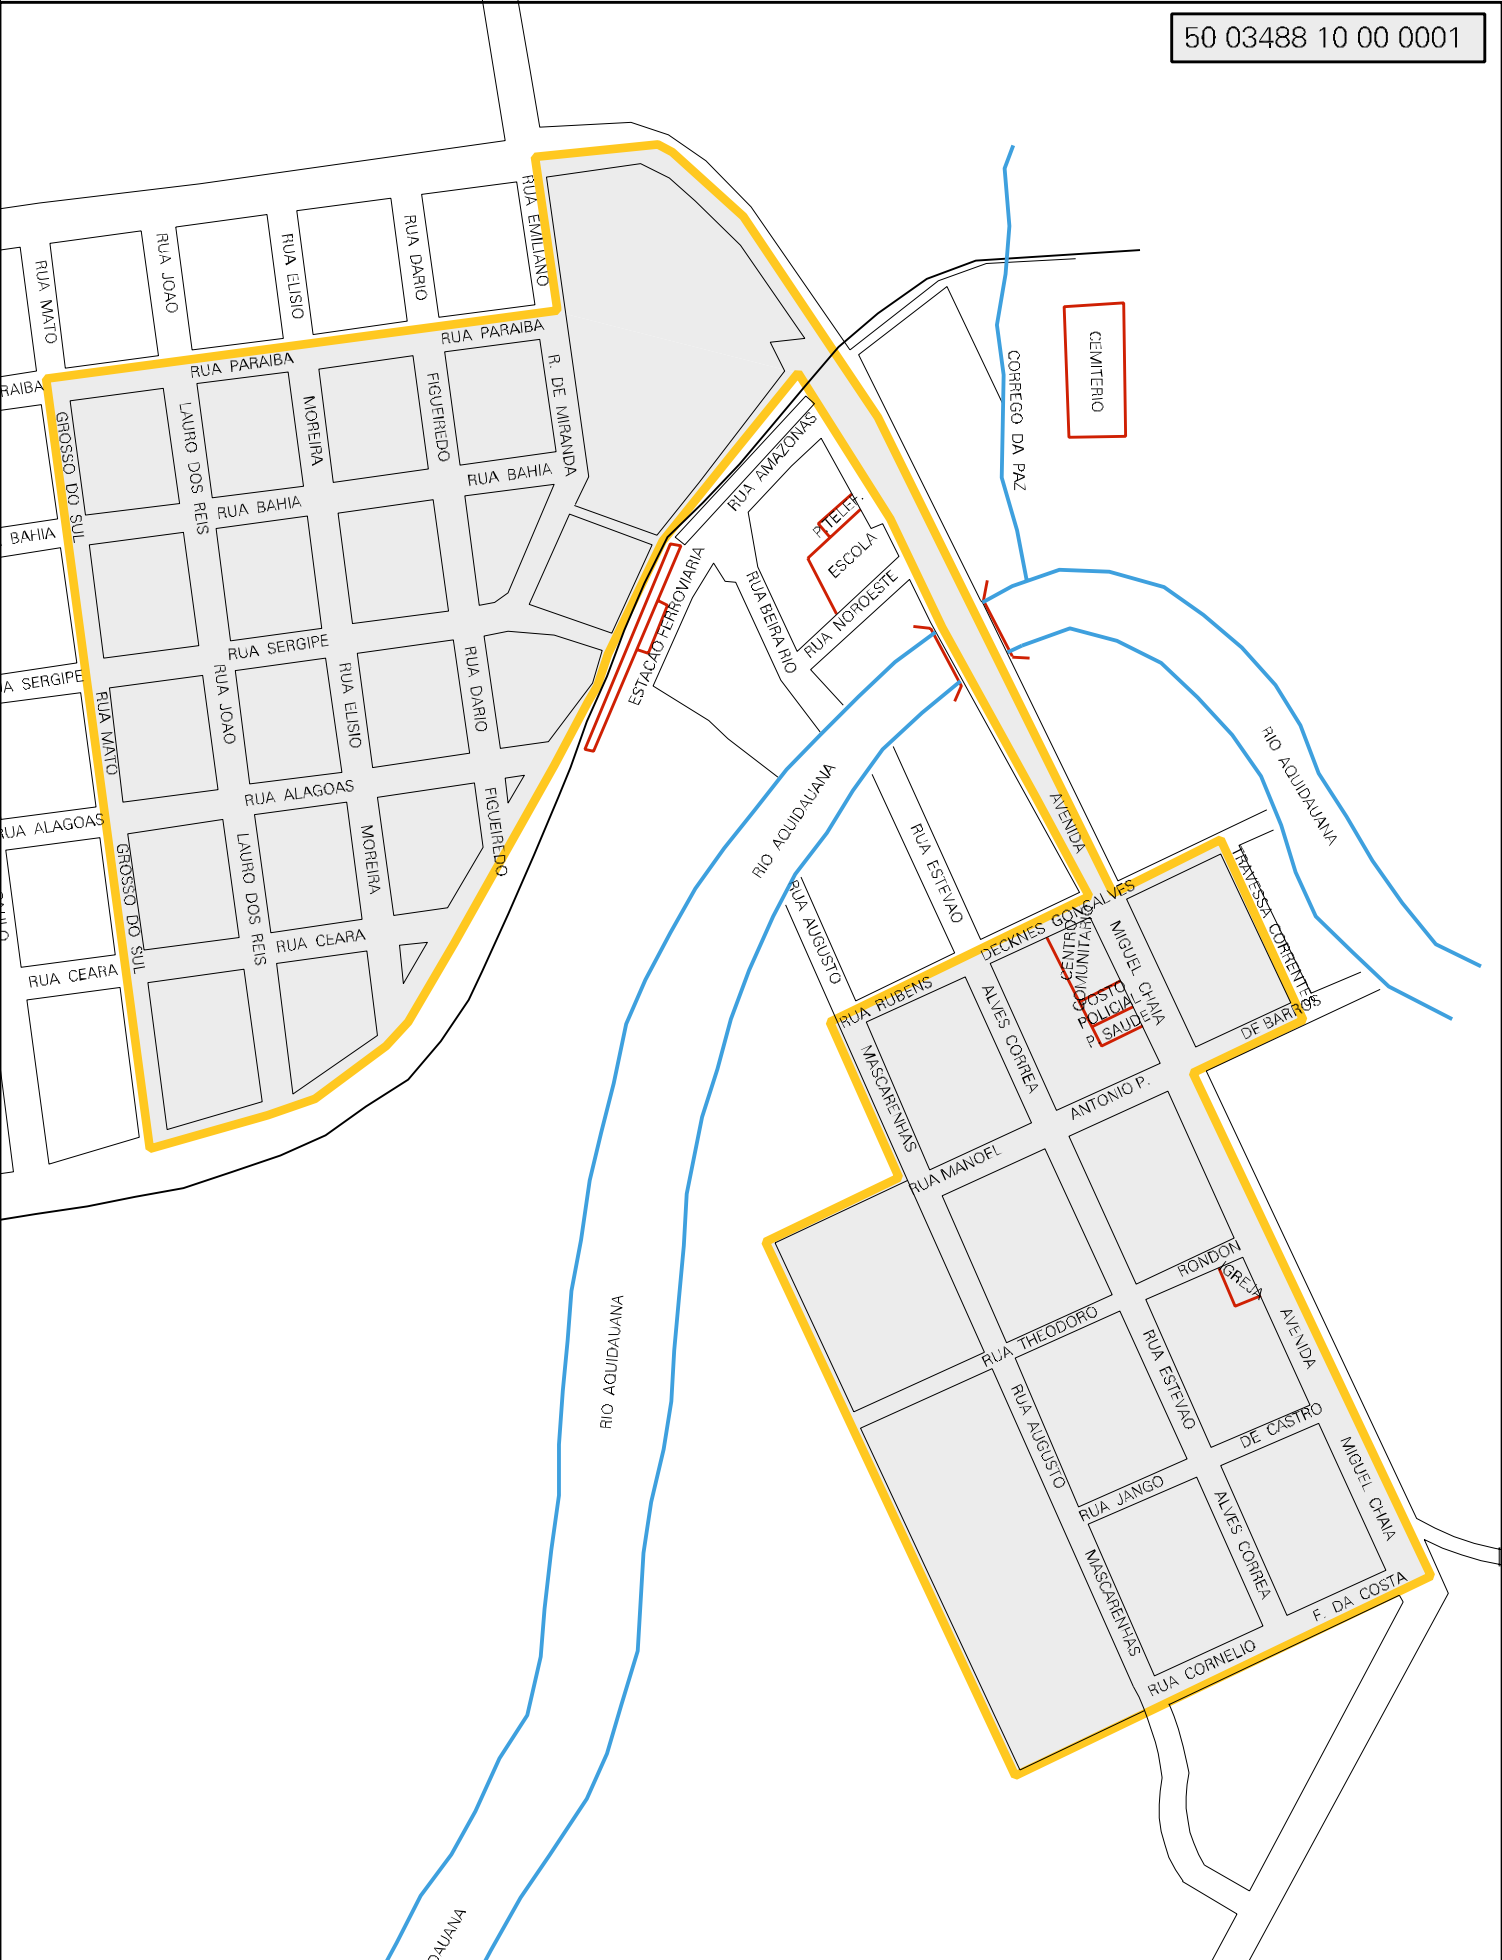 50 03488 10 00 0001
RUA EMILIANO
RUA DARIO
RUA ELISIO
RUA JOAO
RUA MATO
RUA PARAIBA
RUA PARAIBA
RAIBA
R. DE MIRANDA
FIGUEIREDO
MOREIRA
LAURO DOS REIS
GROSSO DO SUL
RUA BAHIA
RUA BAHIA
BAHIA
CEMITERIO
CORREGO DA PAZ
RUA AMAZONAS
P. TELEF.
ESCOLA
RUA NOROESTE
RUA BEIRA RIO
ESTACAO FERROVIARIA
RUA SERGIPE
A SERGIPE
RUA DARIO
RUA ELISIO
RUA JOAO
RUA MATO
RUA ALAGOAS
RUA ALAGOAS
FIGUEIREDO
MOREIRA
LAURO DOS REIS
GROSSO DO SUL
RUA CEARA
RUA CEARA
RIO AQUIDAUANA
RIO AQUIDAUANA
AVENIDA
RUA ESTEVAO
RUA AUGUSTO
TRAVESSA CORRENTES
DECKNES GONCALVES
RUA RUBENS
CENTRO
COMUNITARIO
POSTO
POLICIAL
P. SAUDE
MIGUEL CHAIA
ALVES CORREA
MASCARENHAS
DE BARROS
ANTONIO P.
RUA MANOEL
RONDON
IGREJA
RUA THEODORO
AVENIDA
RUA ESTEVAO
RUA AUGUSTO
RIO AQUIDAUANA
DE CASTRO
RUA JANGO
MIGUEL CHAIA
ALVES CORREA
MASCARENHAS
F. DA COSTA
RUA CORNELIO
DAUANA